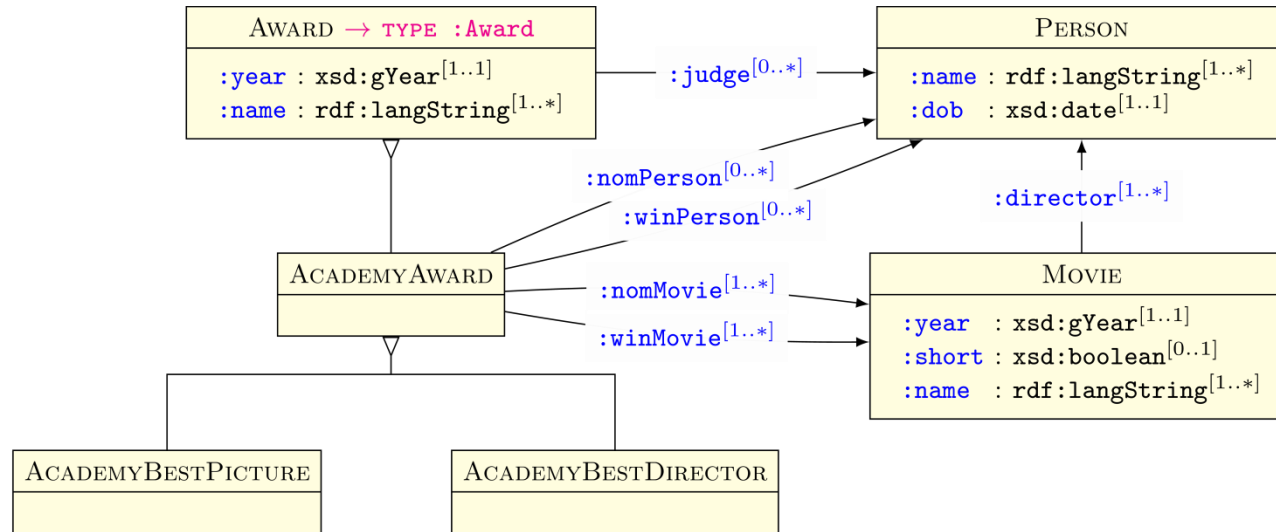 AWARD → TYPE :Award
:year : xsd:gYear[1..1]
:name : rdf:langString[1..*]
:judge[0..*]
PERSON
:name : rdf:langString[1..*]
:dob : xsd:date[1..1]
:nomPerson[0..*]
:winPerson[0..*]
:director[1..*]
ACADEMYAWARD
:nomMovie[1..*]
:winMovie[1..*]
MOVIE
:year : xsd:gYear[1..1]
:short : xsd:boolean[0..1]
:name : rdf:langString[1..*]
ACADEMYBESTPICTURE
ACADEMYBESTDIRECTOR